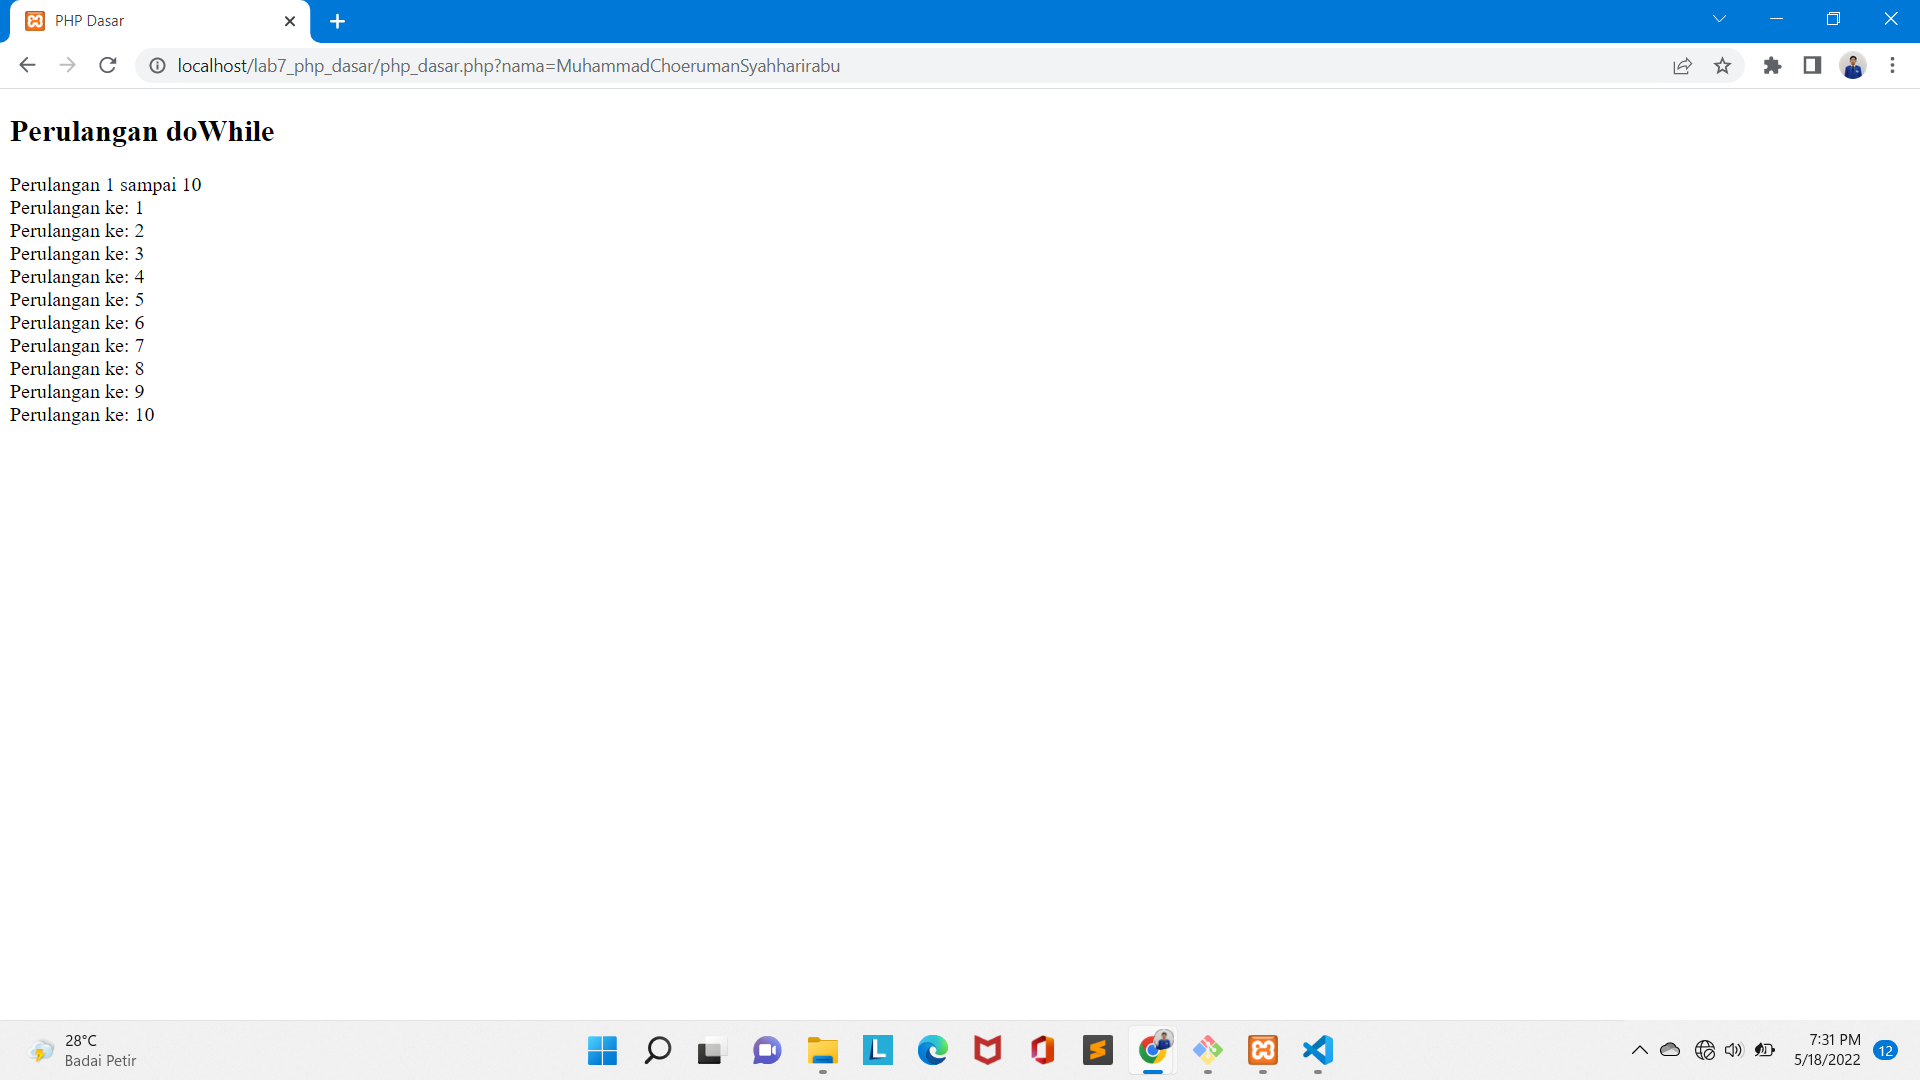 PHP Dasar
localhost/lab7_php_dasar/php_dasar.php?nama=MuhammadChoerumanSyahharirabu
Perulangan doWhile
Perulangan 1 sampai 10
Perulangan ke: 1
Perulangan ke: 2
Perulangan ke: 3
Perulangan ke: 4
Perulangan ke: 5
Perulangan ke: 6
Perulangan ke: 7
Perulangan ke: 8
Perulangan ke: 9
Perulangan ke: 10
28°C
Badai Petir
L
7:31 PM
5/18/2022
12